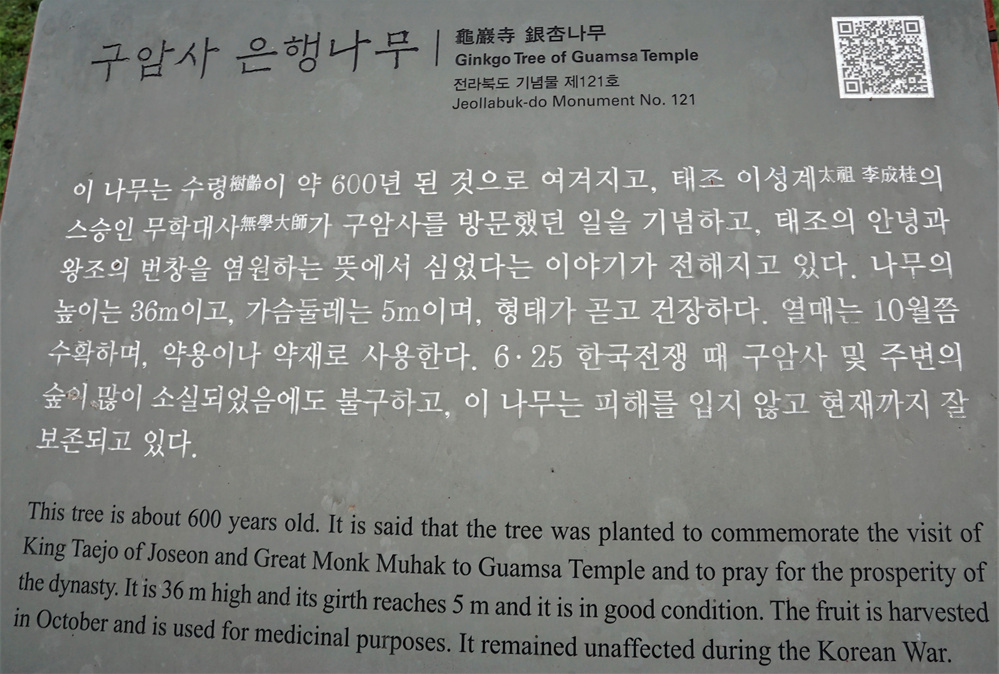 구암사 은행나무
龜巖寺 銀杏나무
Ginkgo Tree of Guamsa Temple
전라북도 기념물 제121호
Jeollabuk-do Monument No. 121
이 나무는 수령樹齡이 약 600년 된 것으로 여겨지고, 태조 이성계太祖 李成桂의
스승인 무학대사無學大師가 구암사를 방문했던 일을 기념하고, 태조의 안녕과
왕조의 번창을 염원하는 뜻에서 심었다는 이야기가 전해지고 있다. 나무의
높이는 36m이고, 가슴둘레는 5m이며, 형태가 곧고 건장하다. 열매는 10월쯤
수확하며, 약용이나 약재로 사용한다. 6·25 한국전쟁 때 구암사 및 주변의
숲이 많이 소실되었음에도 불구하고, 이 나무는 피해를 입지 않고 현재까지 잘
보존되고 있다.
This tree is about 600 years old. It is said that the tree was planted to commemorate the visit of
King Taejo of Joseon and Great Monk Muhak to Guamsa Temple and to pray for the prosperity of
the dynasty. It is 36 m high and its girth reaches 5 m and it is in good condition. The fruit is harvested
in October and is used for medicinal purposes. It remained unaffected during the Korean War.